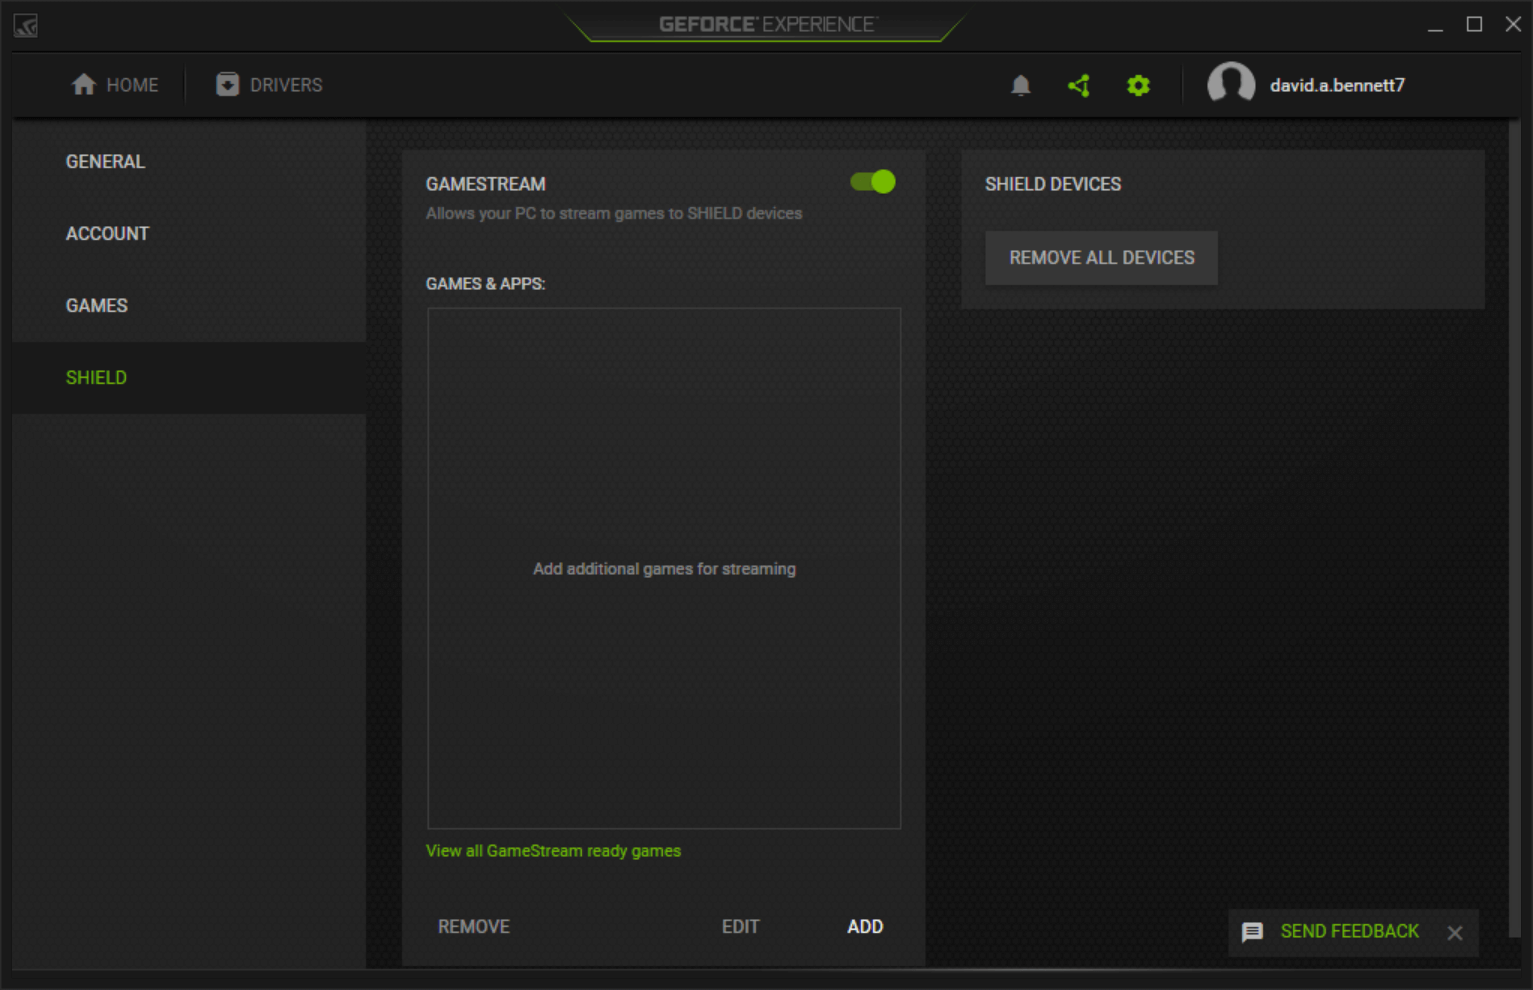 GEFORCE EXPERIENCE
HOME
DRIVERS
david.a.bennett7
GENERAL
ACCOUNT
GAMES
SHIELD
GAMESTREAM
Allows your PC to stream games to SHIELD devices
GAMES & APPS:
Add additional games for streaming
View all GameStream ready games
REMOVE
EDIT
ADD
SHIELD DEVICES
REMOVE ALL DEVICES
SEND FEEDBACK